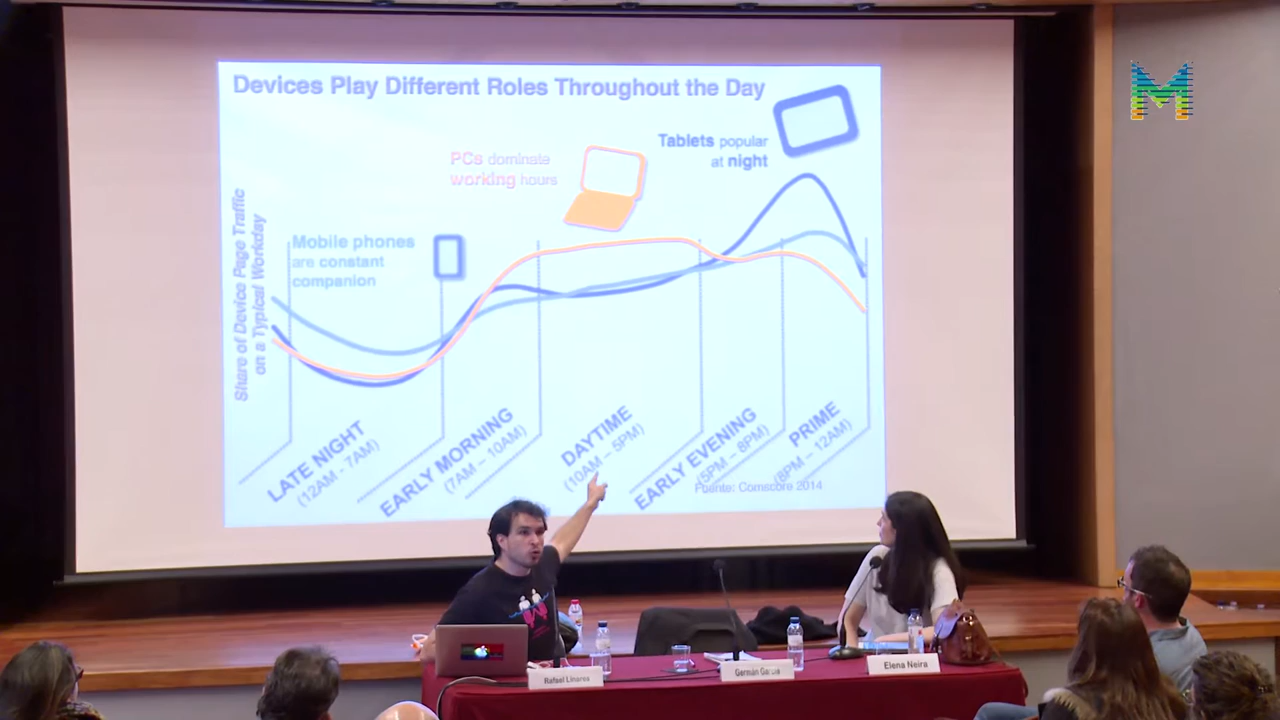 Devices Play Different Roles Throughout the Day
Tablets popular
at night
PCs dominate
working hours
Mobile phones
are constant
companion
Share of Device Page Traffic
on a Typical Workday
LATE NIGHT
(12AM - 7AM)
EARLY MORNING
(7AM – 10AM)
DAYTIME
(10AM – 5PM)
EARLY EVENING
(5PM – 8PM)
PRIME
(8PM – 12AM)
Fuente: Comscore 2014
M
Rafael Linares
Germán García
Elena Neira